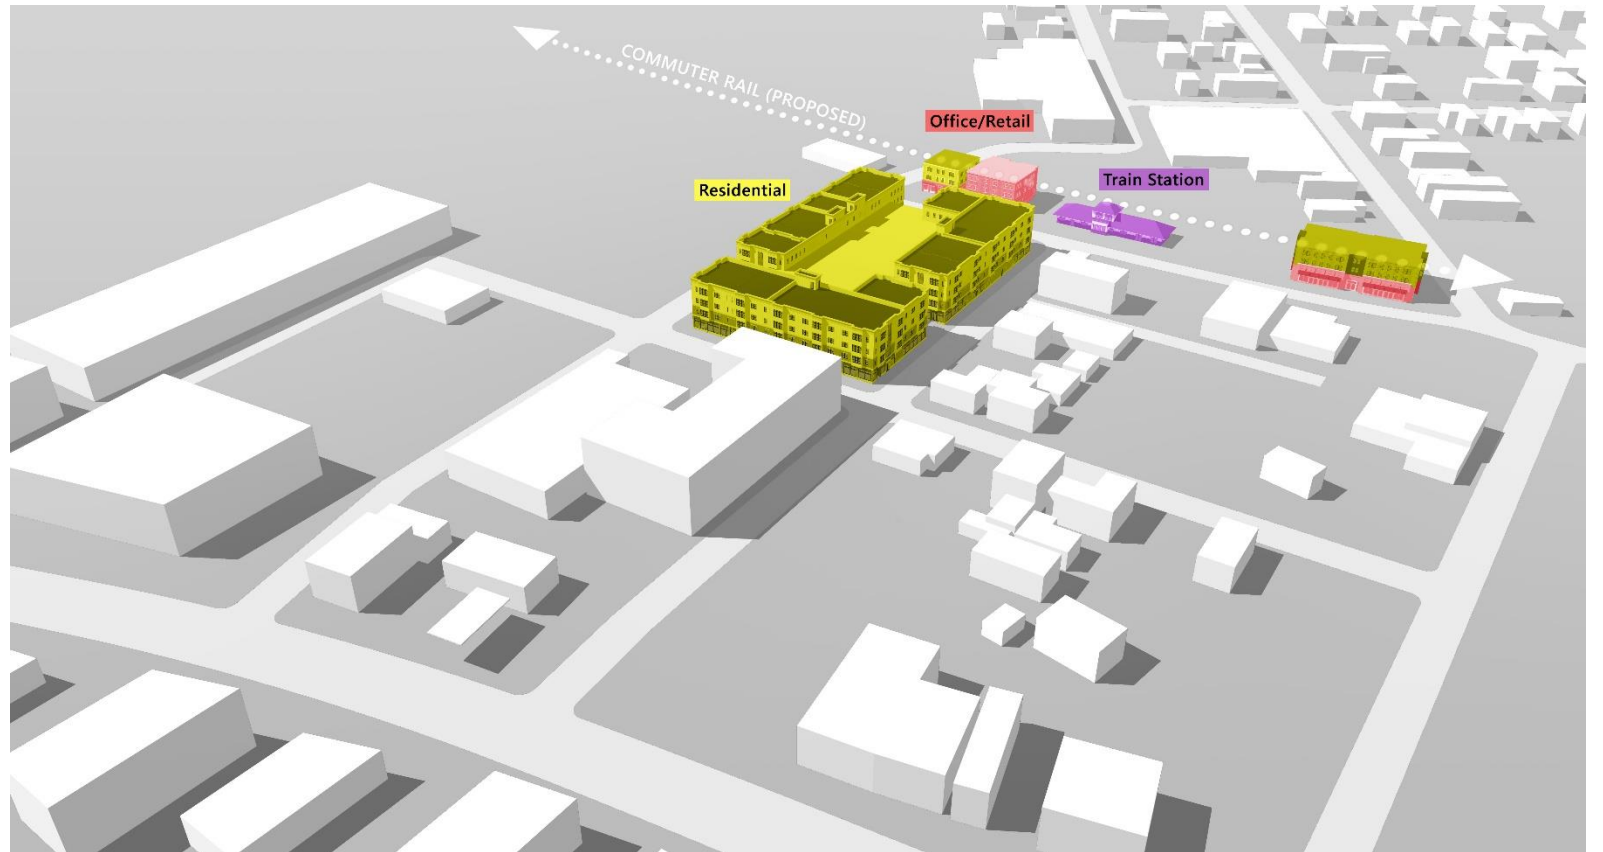 COMMUTER RAIL (PROPOSED)
Office/Retail
Train Station
Residential